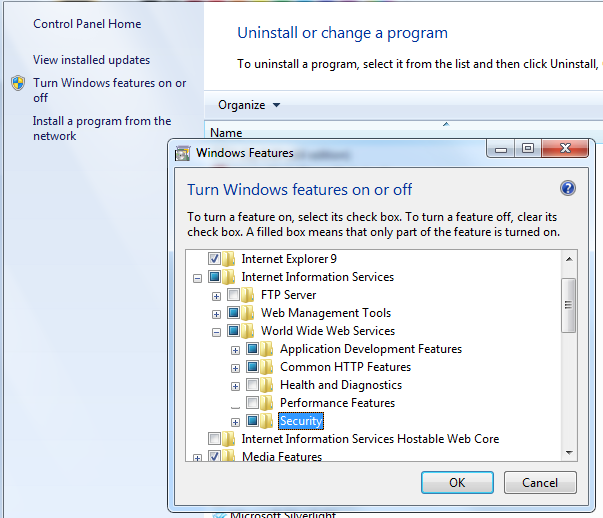 Control Panel Home
View installed updates
Turn Windows features on or
off
Install a program from the
network
Uninstall or change a program
To uninstall a program, select it from the list and then click Uninstall,
Organize
Name
Windows Features
Turn Windows features on or off
To turn a feature on, select its check box. To turn a feature off, clear its
check box. A filled box means that only part of the feature is turned on.
Internet Explorer 9
Internet Information Services
FTP Server
Web Management Tools
World Wide Web Services
Application Development Features
Common HTTP Features
Health and Diagnostics
Performance Features
Security
Internet Information Services Hostable Web Core
Media Features
OK
Cancel
Microsoft Silverlight